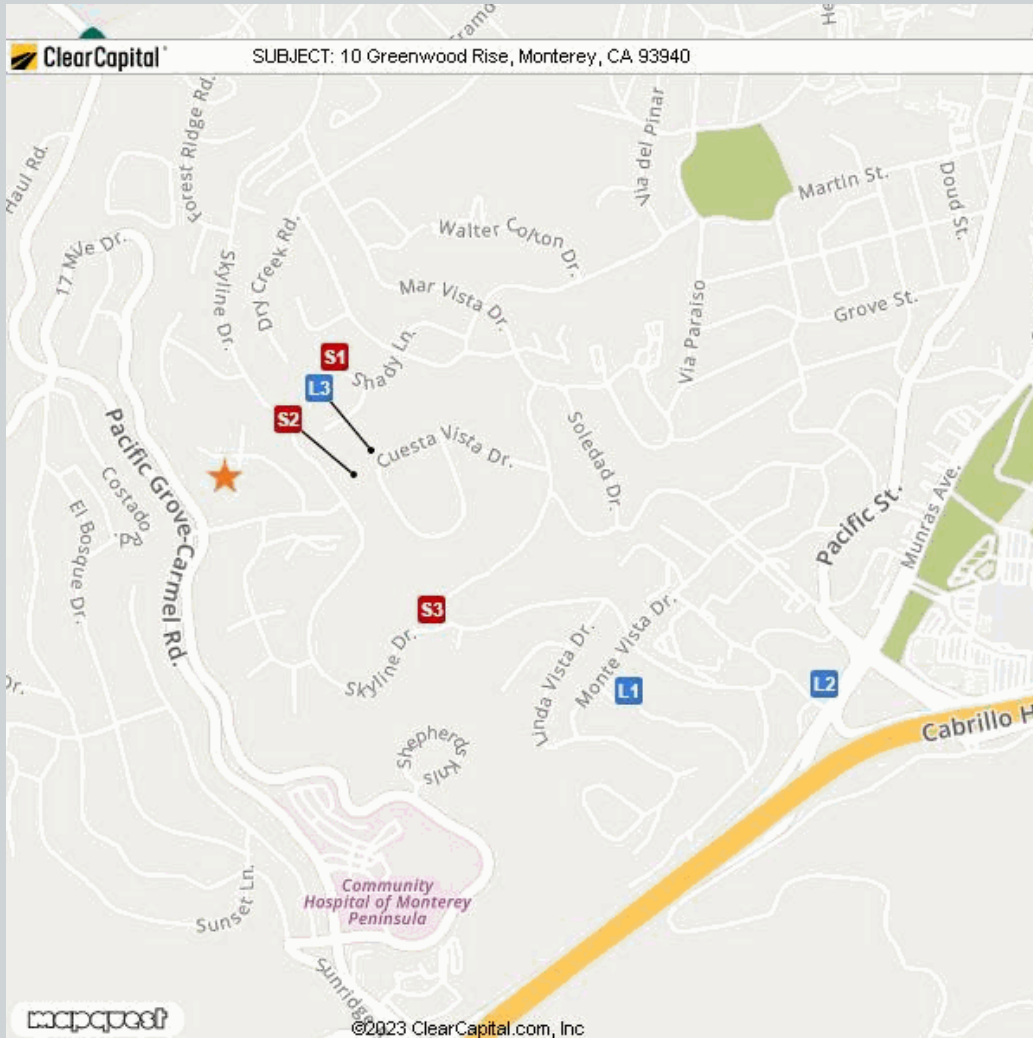 ClearCapital
SUBJECT: 10 Greenwood Rise, Monterey, CA 93940
He
Forest Ridge Rd.
Haul Rd.
Via del Pinar
Martin St.
Doud St.
17 Mile Dr.
Skyline Dr.
Dry Creek Rd.
Walter Colton Dr.
Mar Vista Dr.
Via Paraiso
Grove St.
S1
Shady Ln.
L3
S2
Cuesta Vista Dr.
Soledad Dr.
Pacific Grove-Carmel Rd.
Costado Pl.
El Bosque Dr.
Pacific St.
Munras Ave.
S3
Skyline Dr.
Linda Vista Dr.
Monte Vista Dr.
L1
L2
Dr.
Cabrillo H
Shepherds
Knls
Community
Hospital of Monterey
Peninsula
Sunset Ln.
Sunridge
mapquest
©2023 ClearCapital.com, Inc